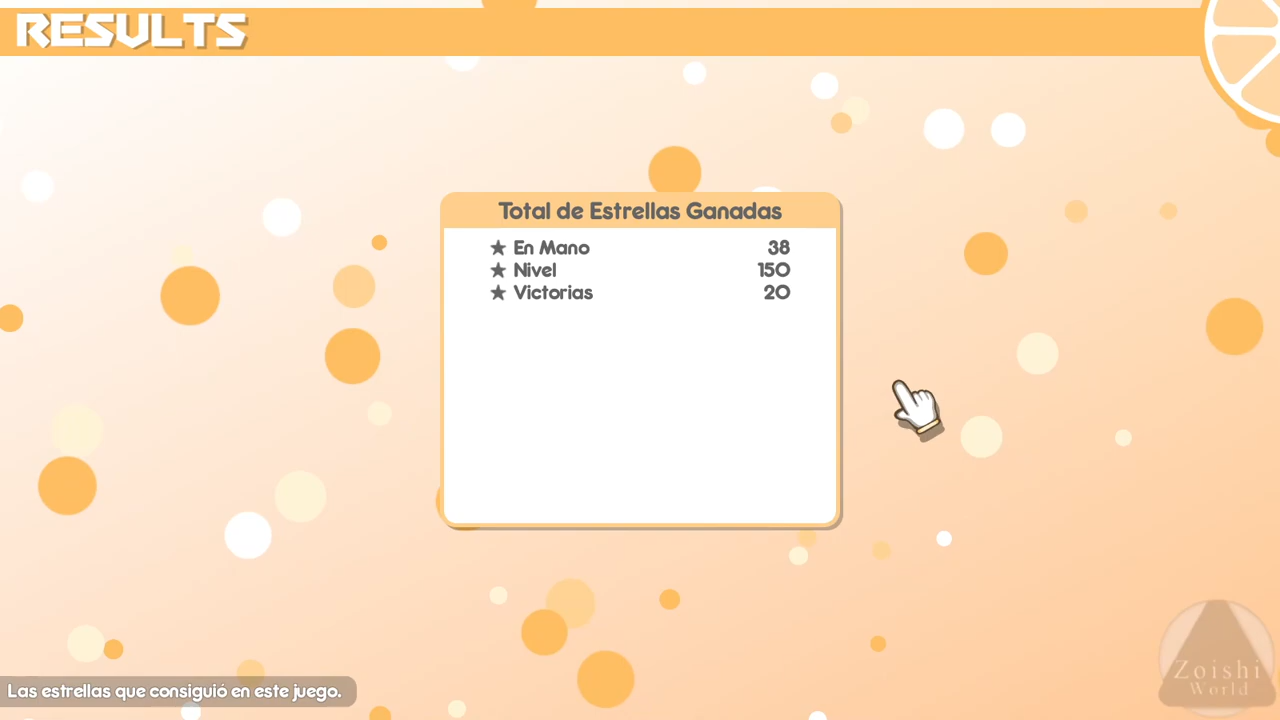 RESULTS
Total de Estrellas Ganadas
★ En Mano 38
★ Nivel 150
★ Victorias 20
Las estrellas que consiguió en este juego.
Zoishi
World